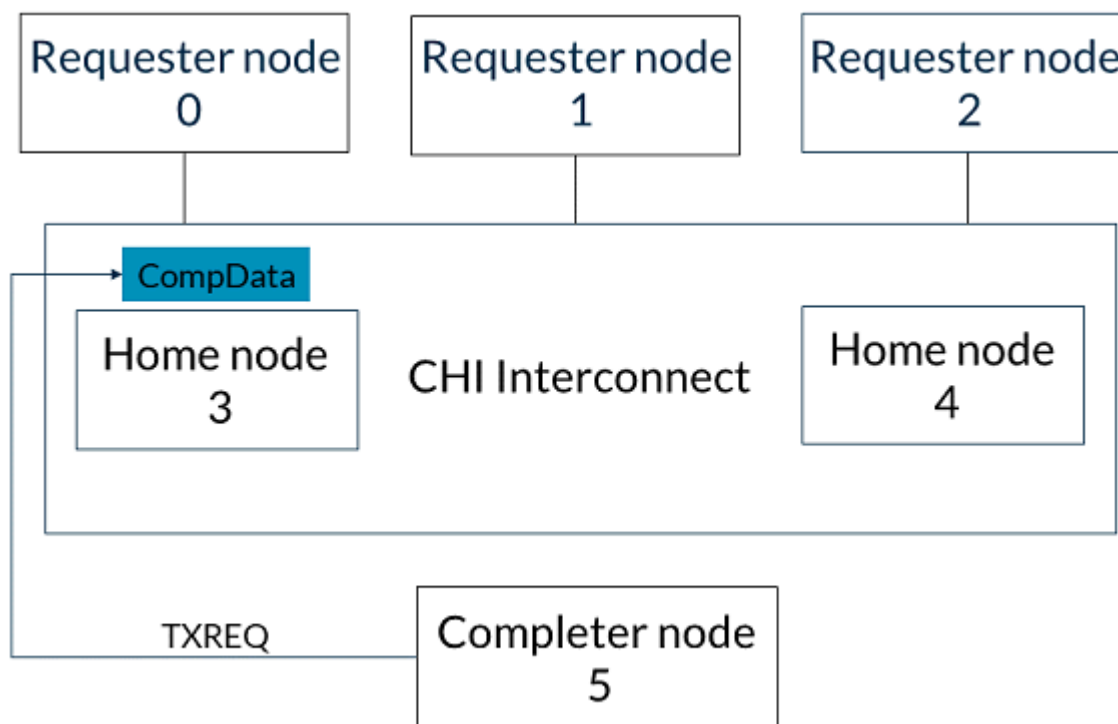 Requester node
0
Requester node
1
Requester node
2
CompData
Home node
3
CHI Interconnect
Home node
4
TXREQ
Completer node
5